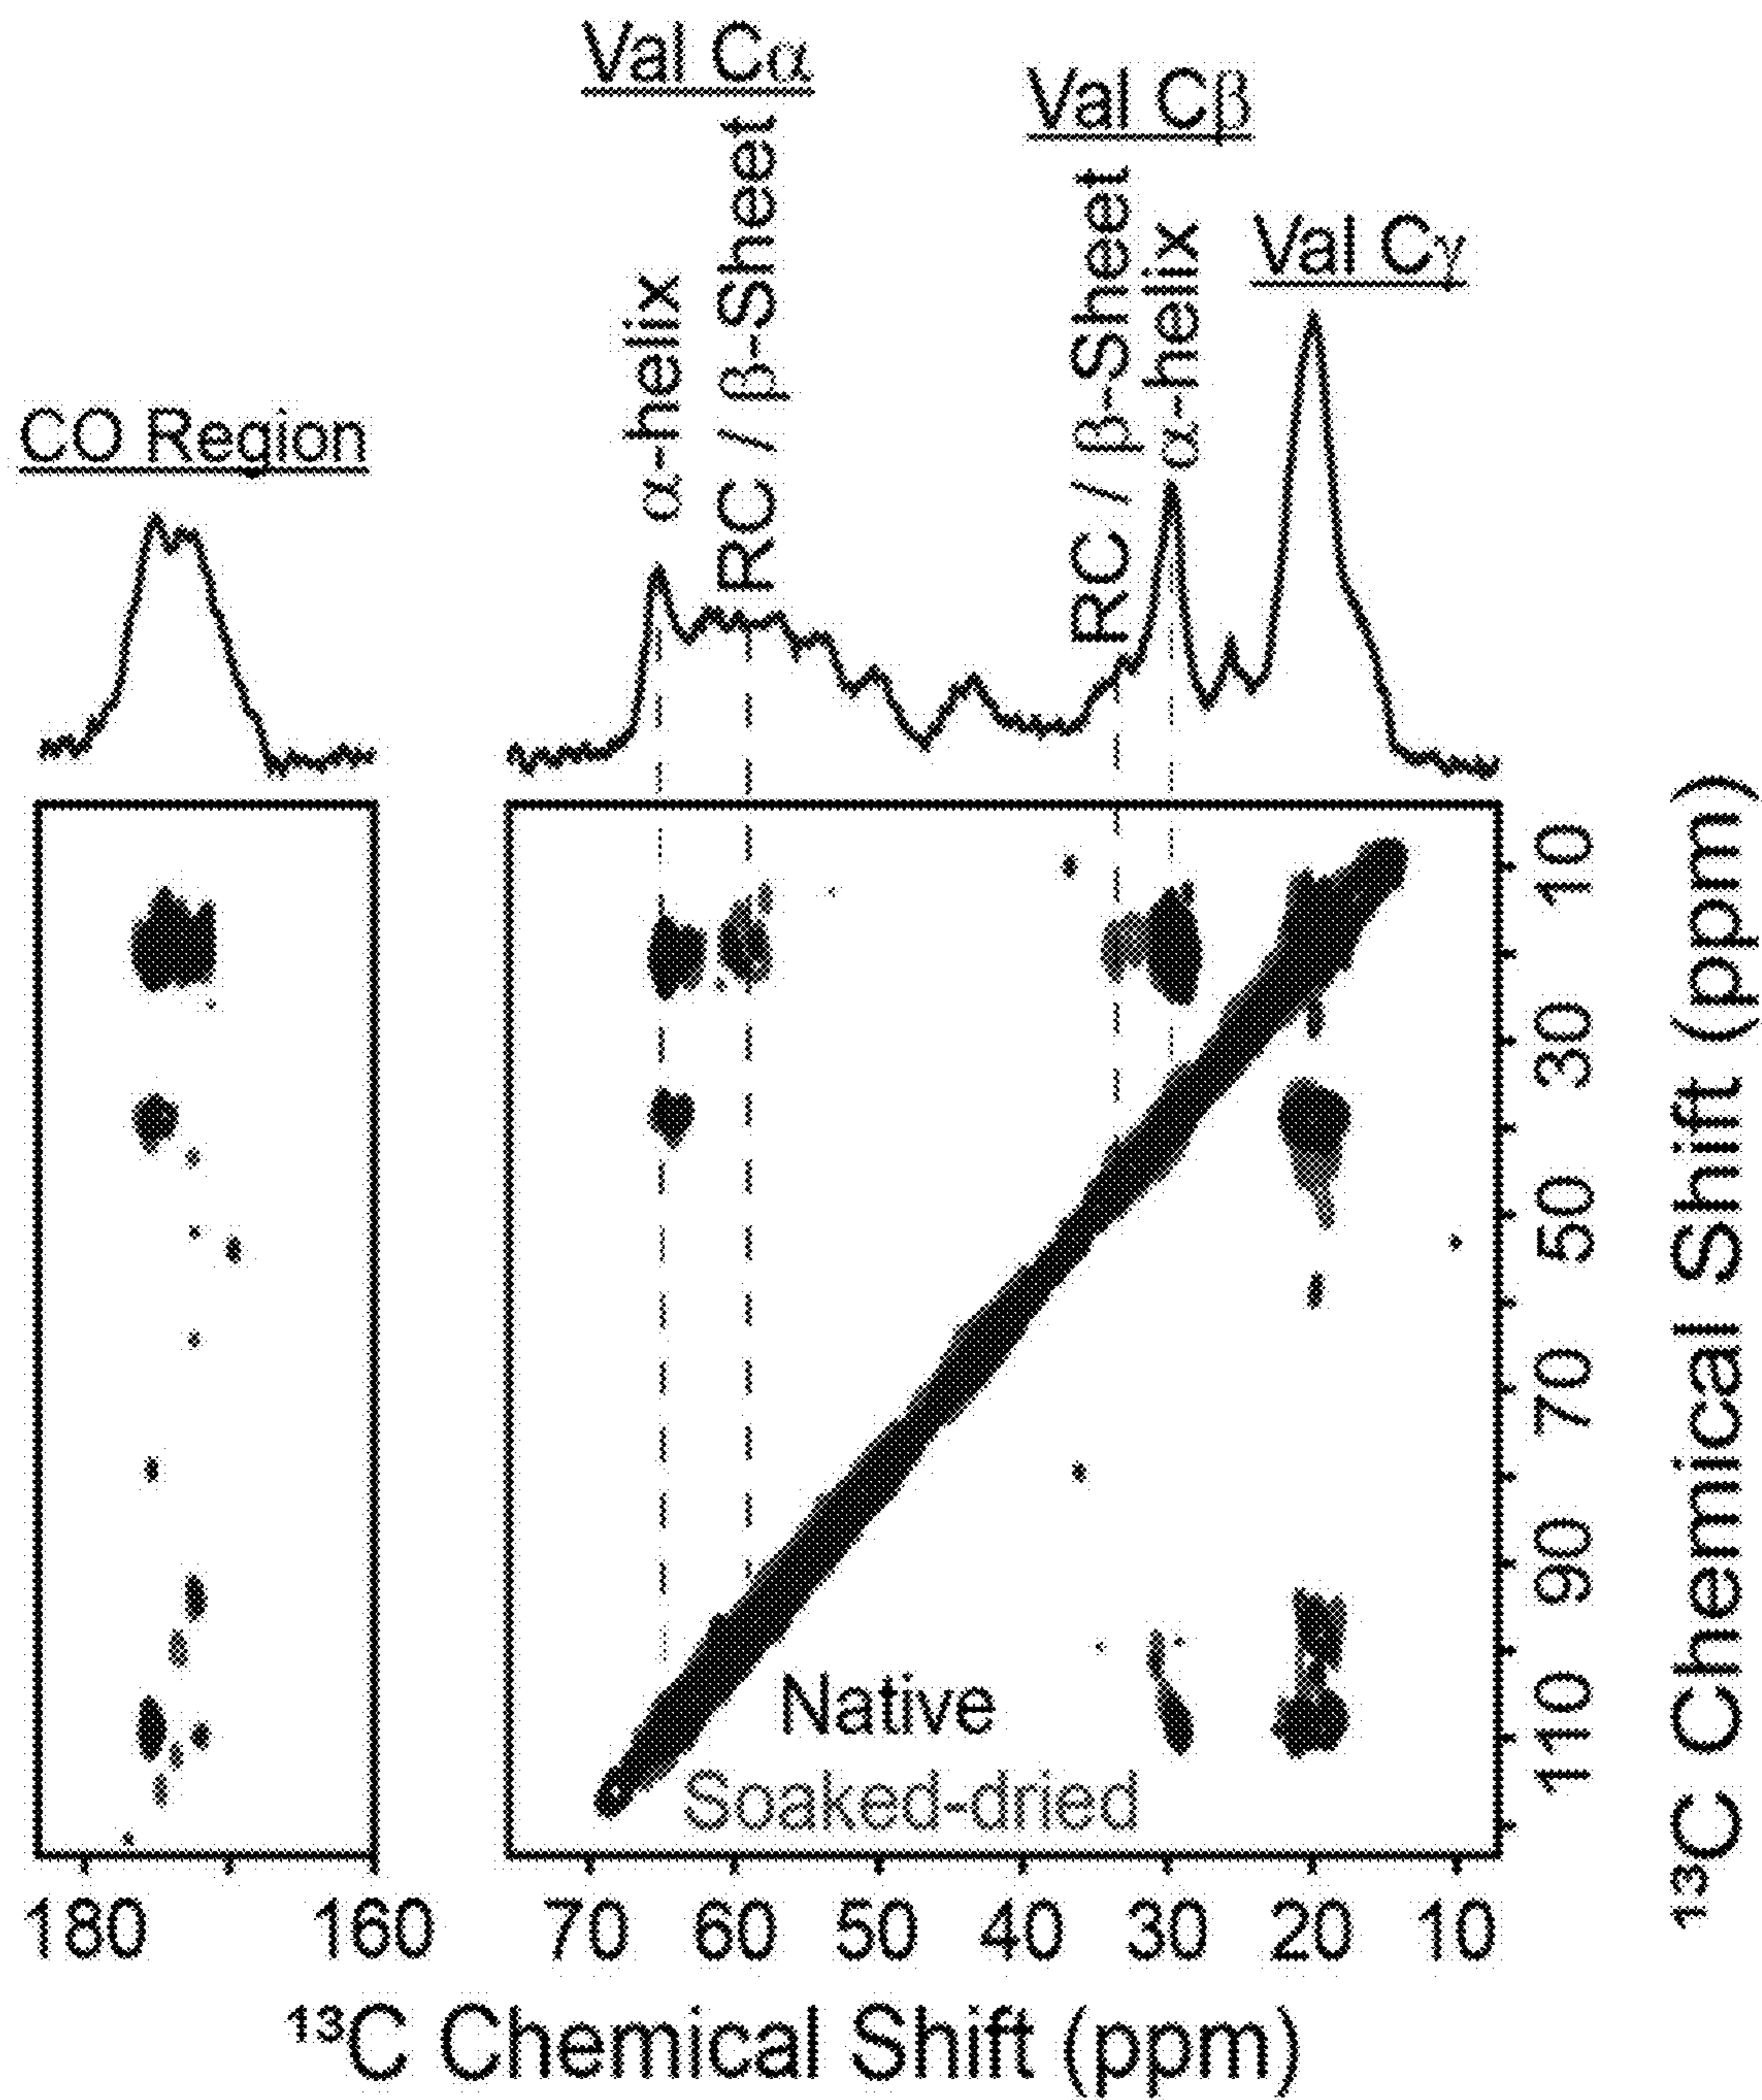 Val Cα
Val Cβ
Val Cγ
CO Region
α-helix
RC / β-Sheet
RC / β-Sheet
α-helix
10
30
50
70
90
110
¹³C Chemical Shift (ppm)
Native
Soaked-dried
180
160
70
60
50
40
30
20
10
¹³C Chemical Shift (ppm)